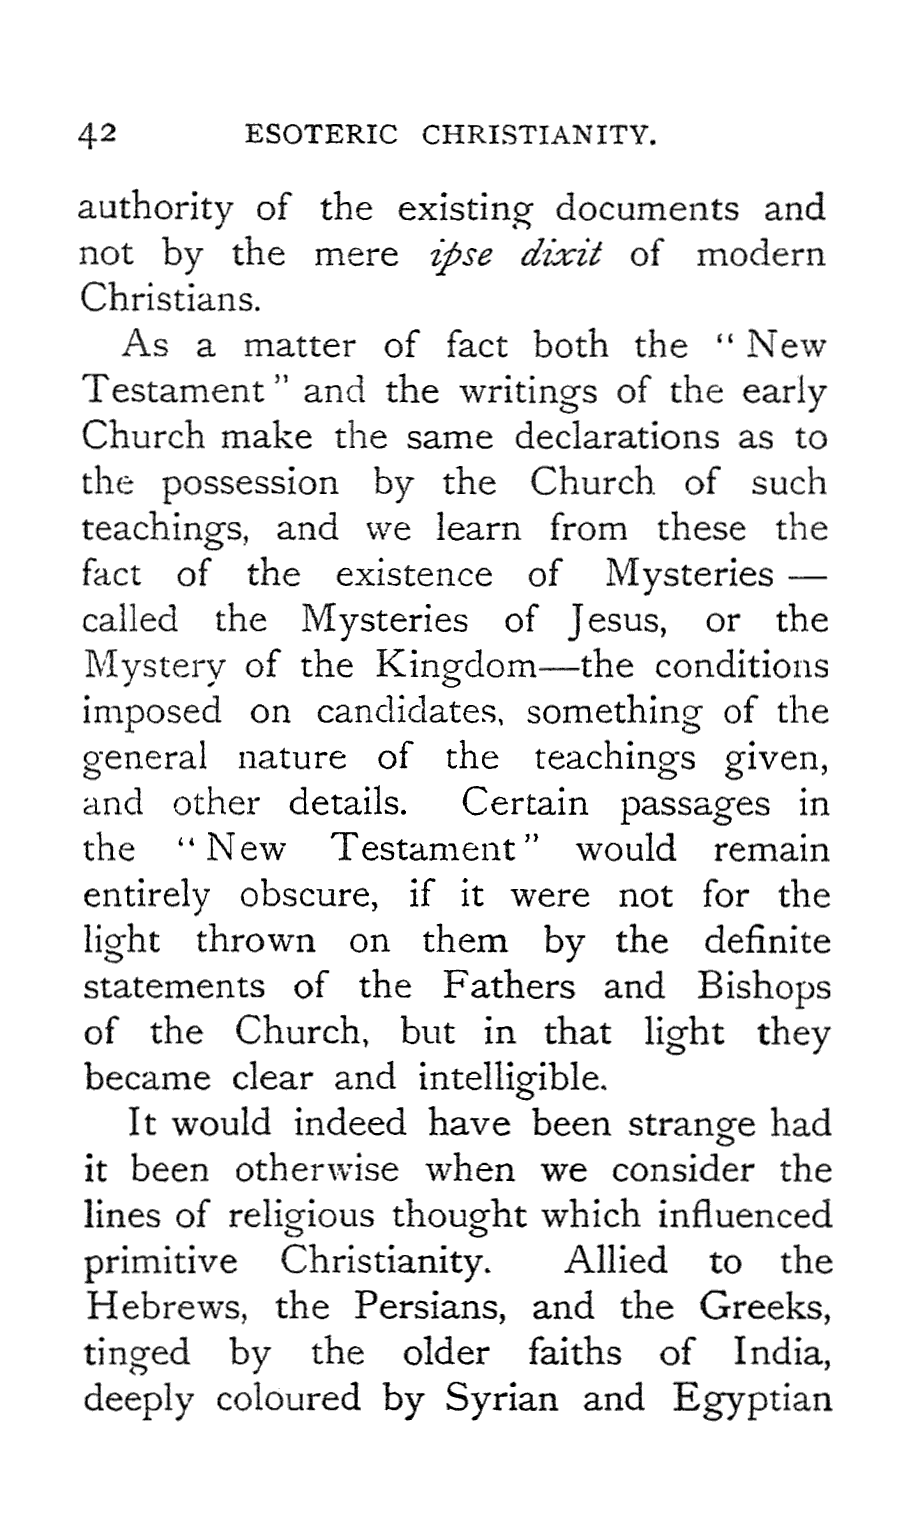 42 ESOTERIC CHRISTIANITY.
authority of the existing documents and
not by the mere ipse dixit of modern
Christians.
As a matter of fact both the “New
Testament” and the writings of the early
Church make the same declarations as to
the possession by the Church of such
teachings, and we learn from these the
fact of the existence of Mysteries —
called the Mysteries of Jesus, or the
Mystery of the Kingdom—the conditions
imposed on candidates, something of the
general nature of the teachings given,
and other details. Certain passages in
the “New Testament” would remain
entirely obscure, if it were not for the
light thrown on them by the definite
statements of the Fathers and Bishops
of the Church, but in that light they
became clear and intelligible.
It would indeed have been strange had
it been otherwise when we consider the
lines of religious thought which influenced
primitive Christianity. Allied to the
Hebrews, the Persians, and the Greeks,
tinged by the older faiths of India,
deeply coloured by Syrian and Egyptian